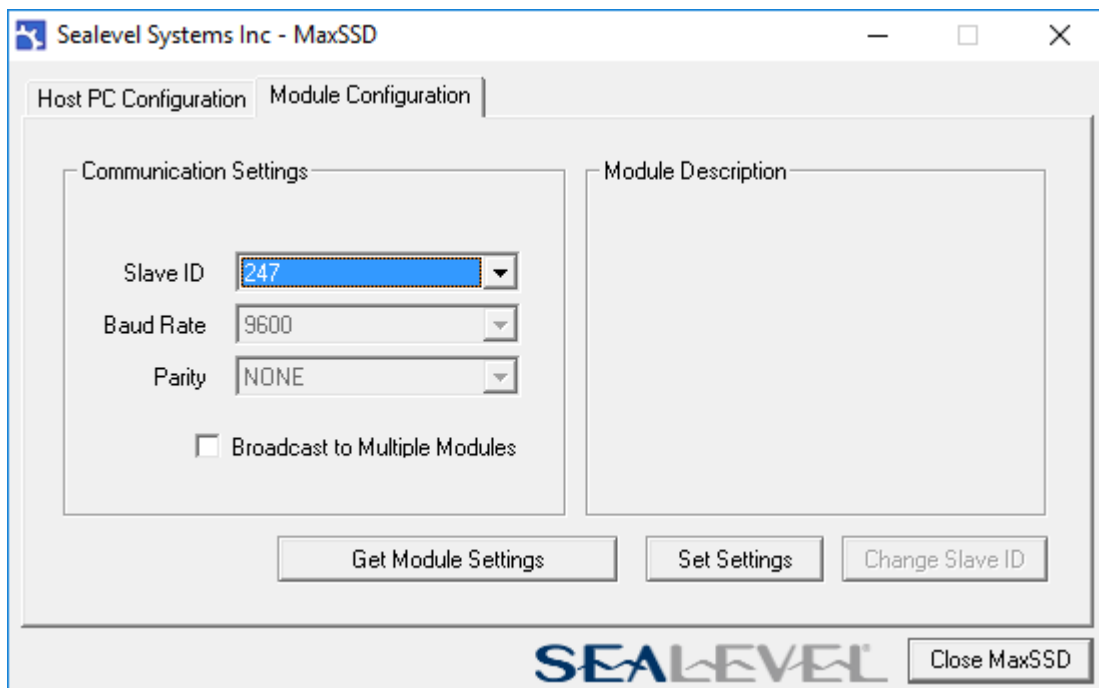 Sealevel Systems Inc - MaxSSD
Host PC Configuration Module Configuration
Communication Settings Module Description
Slave ID 247
Baud Rate 9600
Parity NONE
Broadcast to Multiple Modules
Get Module Settings Set Settings Change Slave ID
SEALEVEL® Close MaxSSD